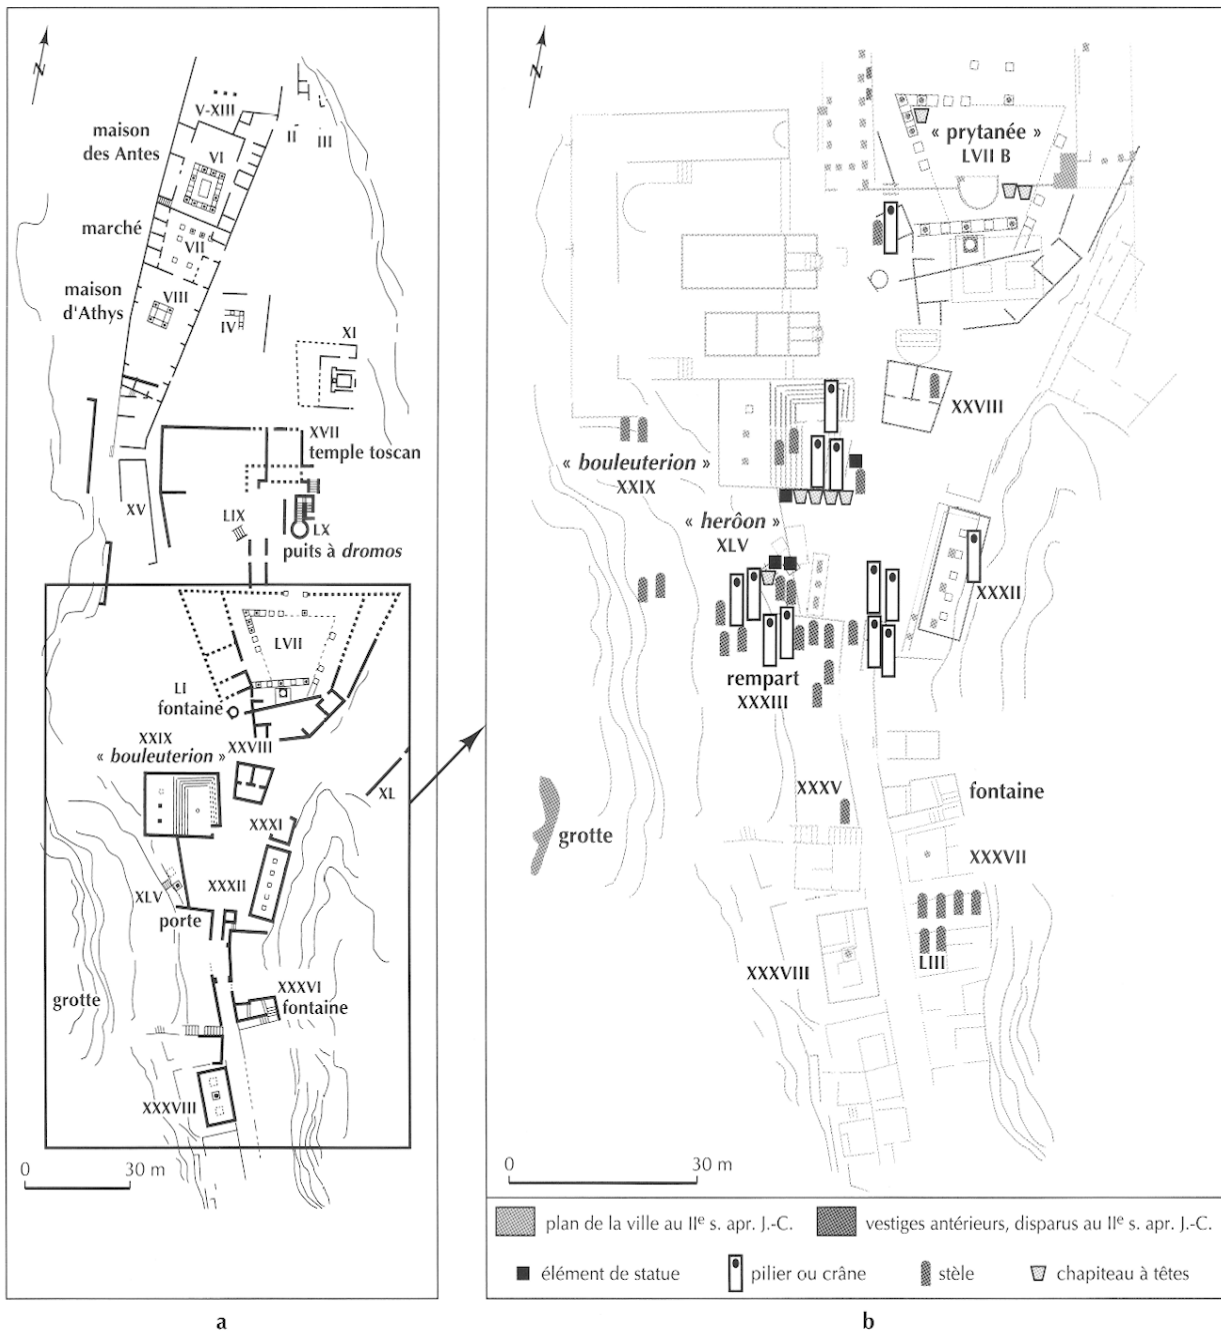 N
V-XIII
maison
des Antes
II
III
VI
marché
VII
maison
d'Athys
VIII
IV
XI
XVII
temple toscan
XV
LIX
LX
puits à dromos
LVII
LI
fontaine
XXIX
« bouleuterion »
XXVIII
XL
XXXI
XXXII
XLV
porte
grotte
XXXVI
fontaine
XXXVIII
0 30 m
a
N
« prytanée »
LVII B
XXVIII
« bouleuterion »
XXIX
« herôon »
XLV
XXXII
rempart
XXXIII
XXXV
fontaine
grotte
XXXVII
XXXVIII
LIII
0 30 m
plan de la ville au IIe s. apr. J.-C.
vestiges antérieurs, disparus au IIe s. apr. J.-C.
élément de statue
pilier ou crâne
stèle
chapiteau à têtes
b